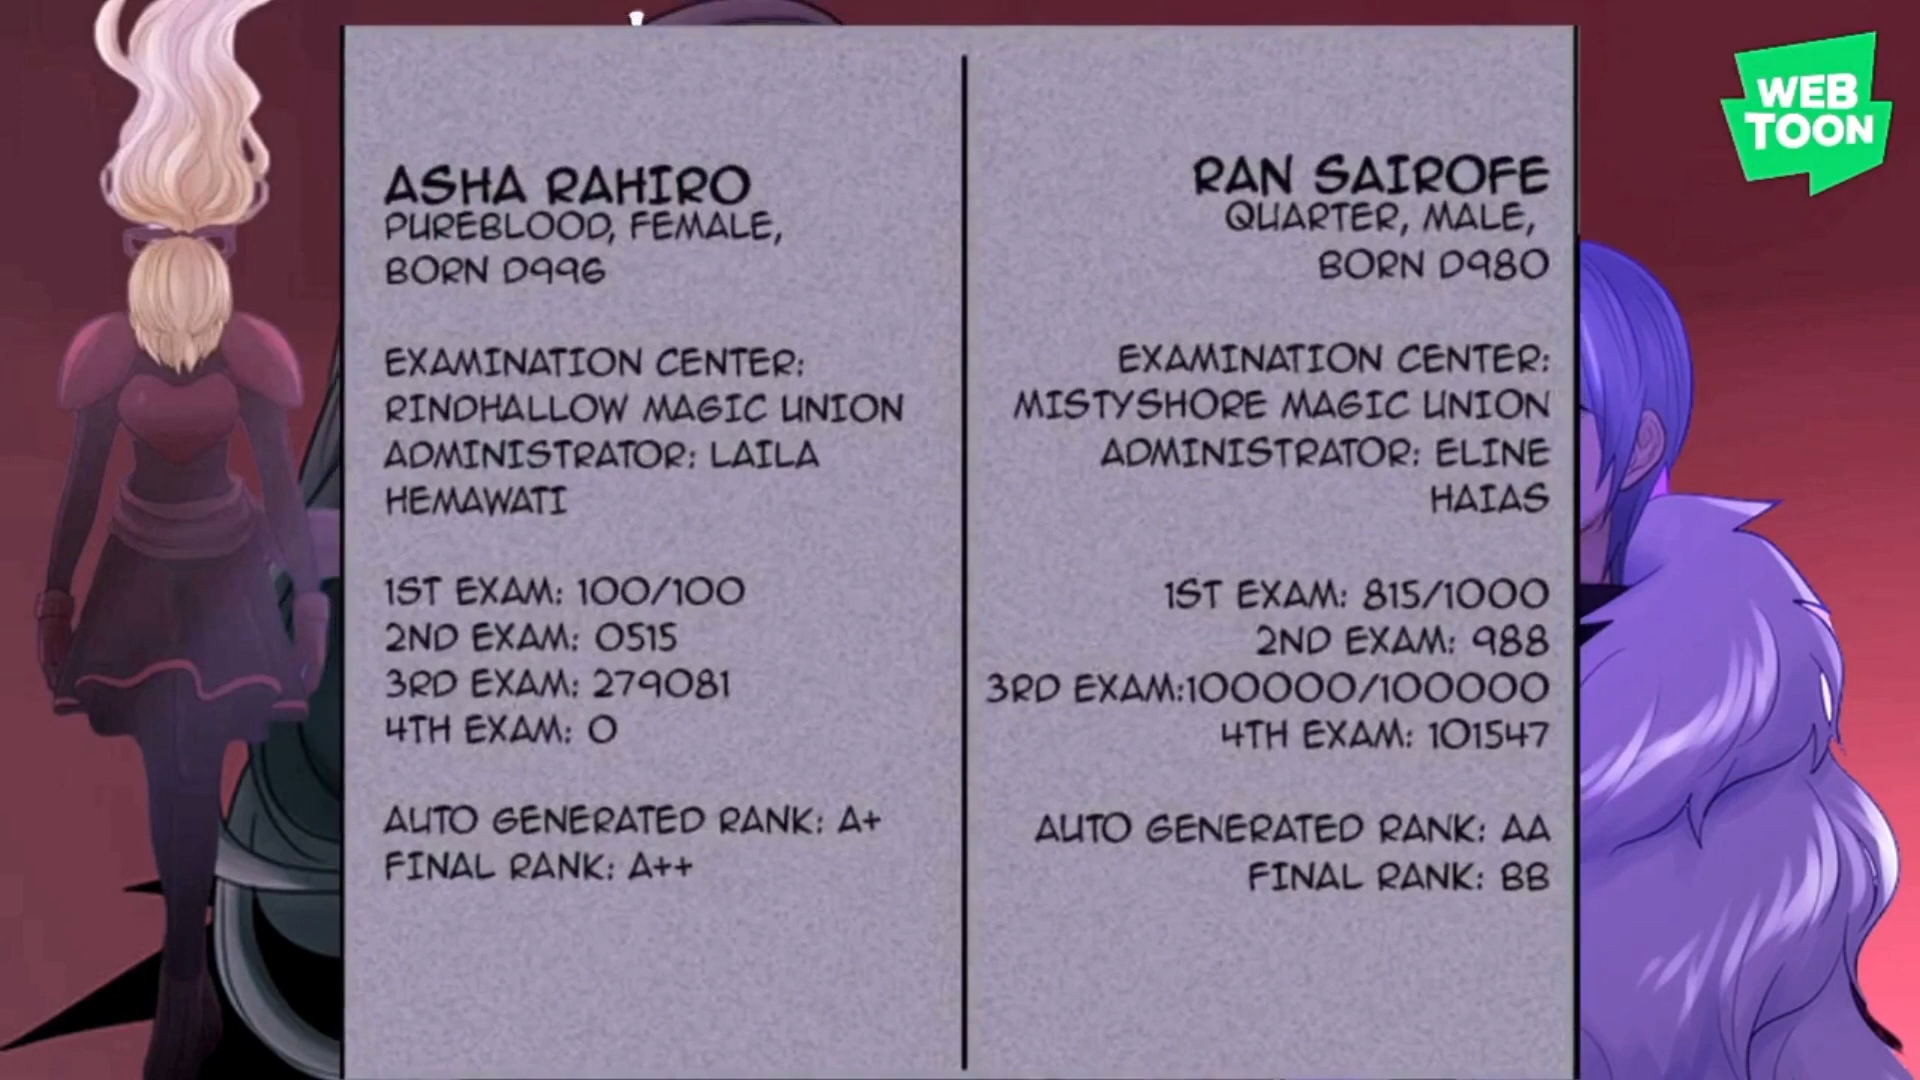 ASHA RAHIRO
PUREBLOOD, FEMALE,
BORN D996
EXAMINATION CENTER:
RINDHALLOW MAGIC UNION
ADMINISTRATOR: LAILA
HEMAWATI
1ST EXAM: 100/100
2ND EXAM: 0515
3RD EXAM: 279081
4TH EXAM: 0
AUTO GENERATED RANK: A+
FINAL RANK: A++
RAN SAIROFE
QUARTER, MALE,
BORN D980
EXAMINATION CENTER:
MISTYSHORE MAGIC UNION
ADMINISTRATOR: ELINE
HAIAS
1ST EXAM: 815/1000
2ND EXAM: 988
3RD EXAM:100000/100000
4TH EXAM: 101547
AUTO GENERATED RANK: AA
FINAL RANK: BB
WEB
TOON